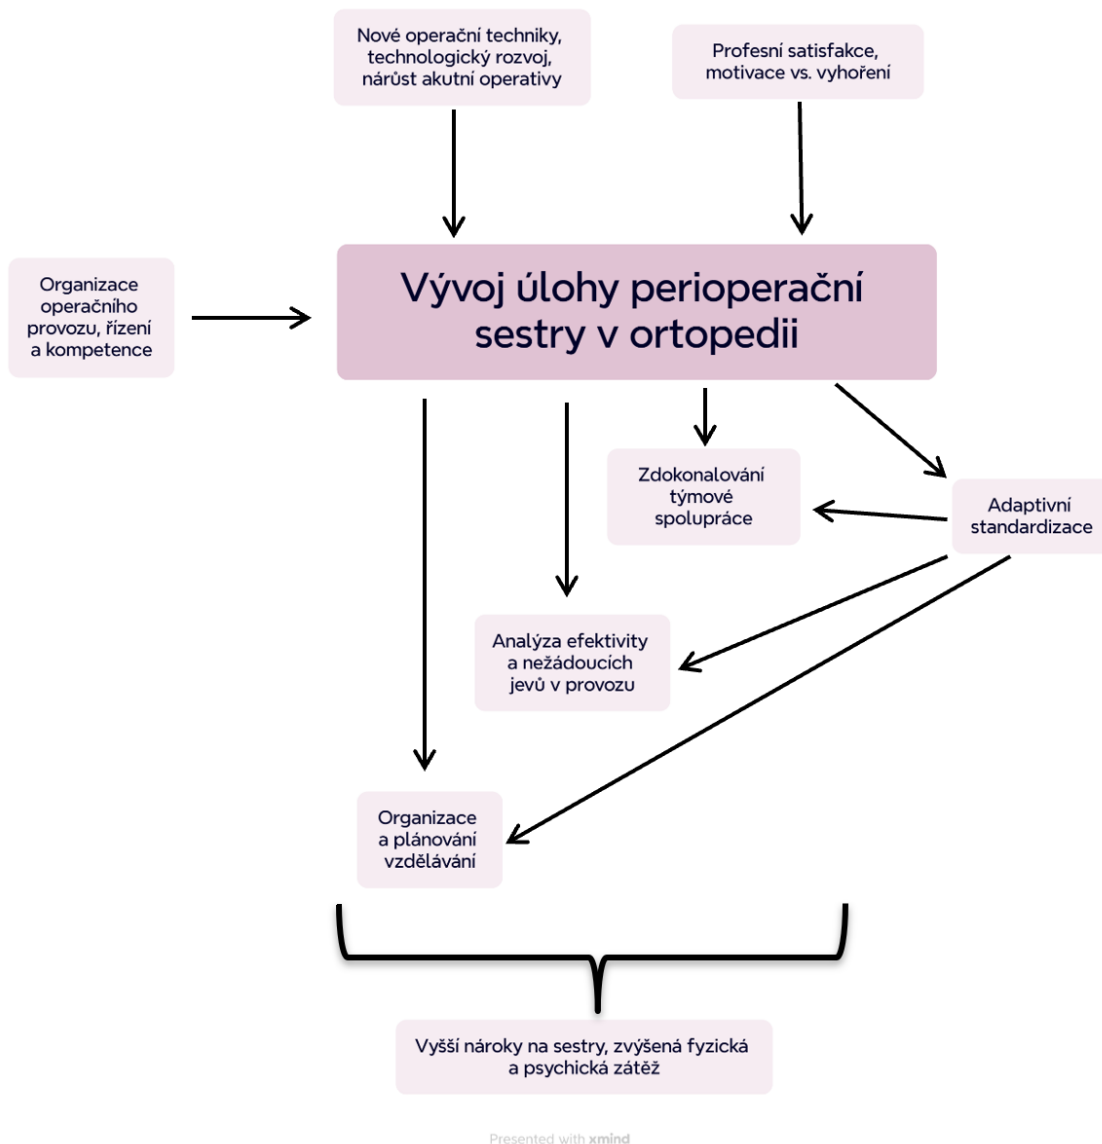 Nové operační techniky,
technologický rozvoj,
nárůst akutní operativy
Profesní satisfakce,
motivace vs. vyhoření
Organizace
operačního
provozu, řízení
a kompetence
Vývoj úlohy perioperační
sestry v ortopedii
Zdokonalování
týmové
spolupráce
Adaptivní
standardizace
Analýza efektivity
a nežádoucích
jevů v provozu
Organizace
a plánování
vzdělávání
Vyšší nároky na sestry, zvýšená fyzická
a psychická zátěž
Presented with xmind